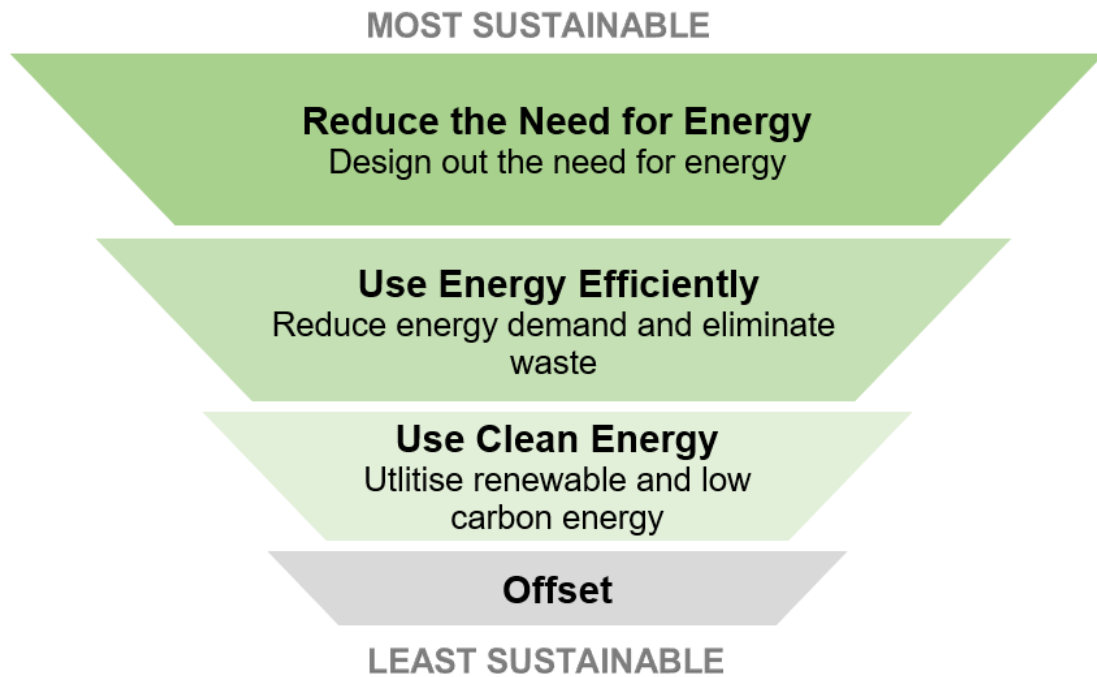 MOST SUSTAINABLE
Reduce the Need for Energy
Design out the need for energy
Use Energy Efficiently
Reduce energy demand and eliminate
waste
Use Clean Energy
Utlitise renewable and low
carbon energy
Offset
LEAST SUSTAINABLE